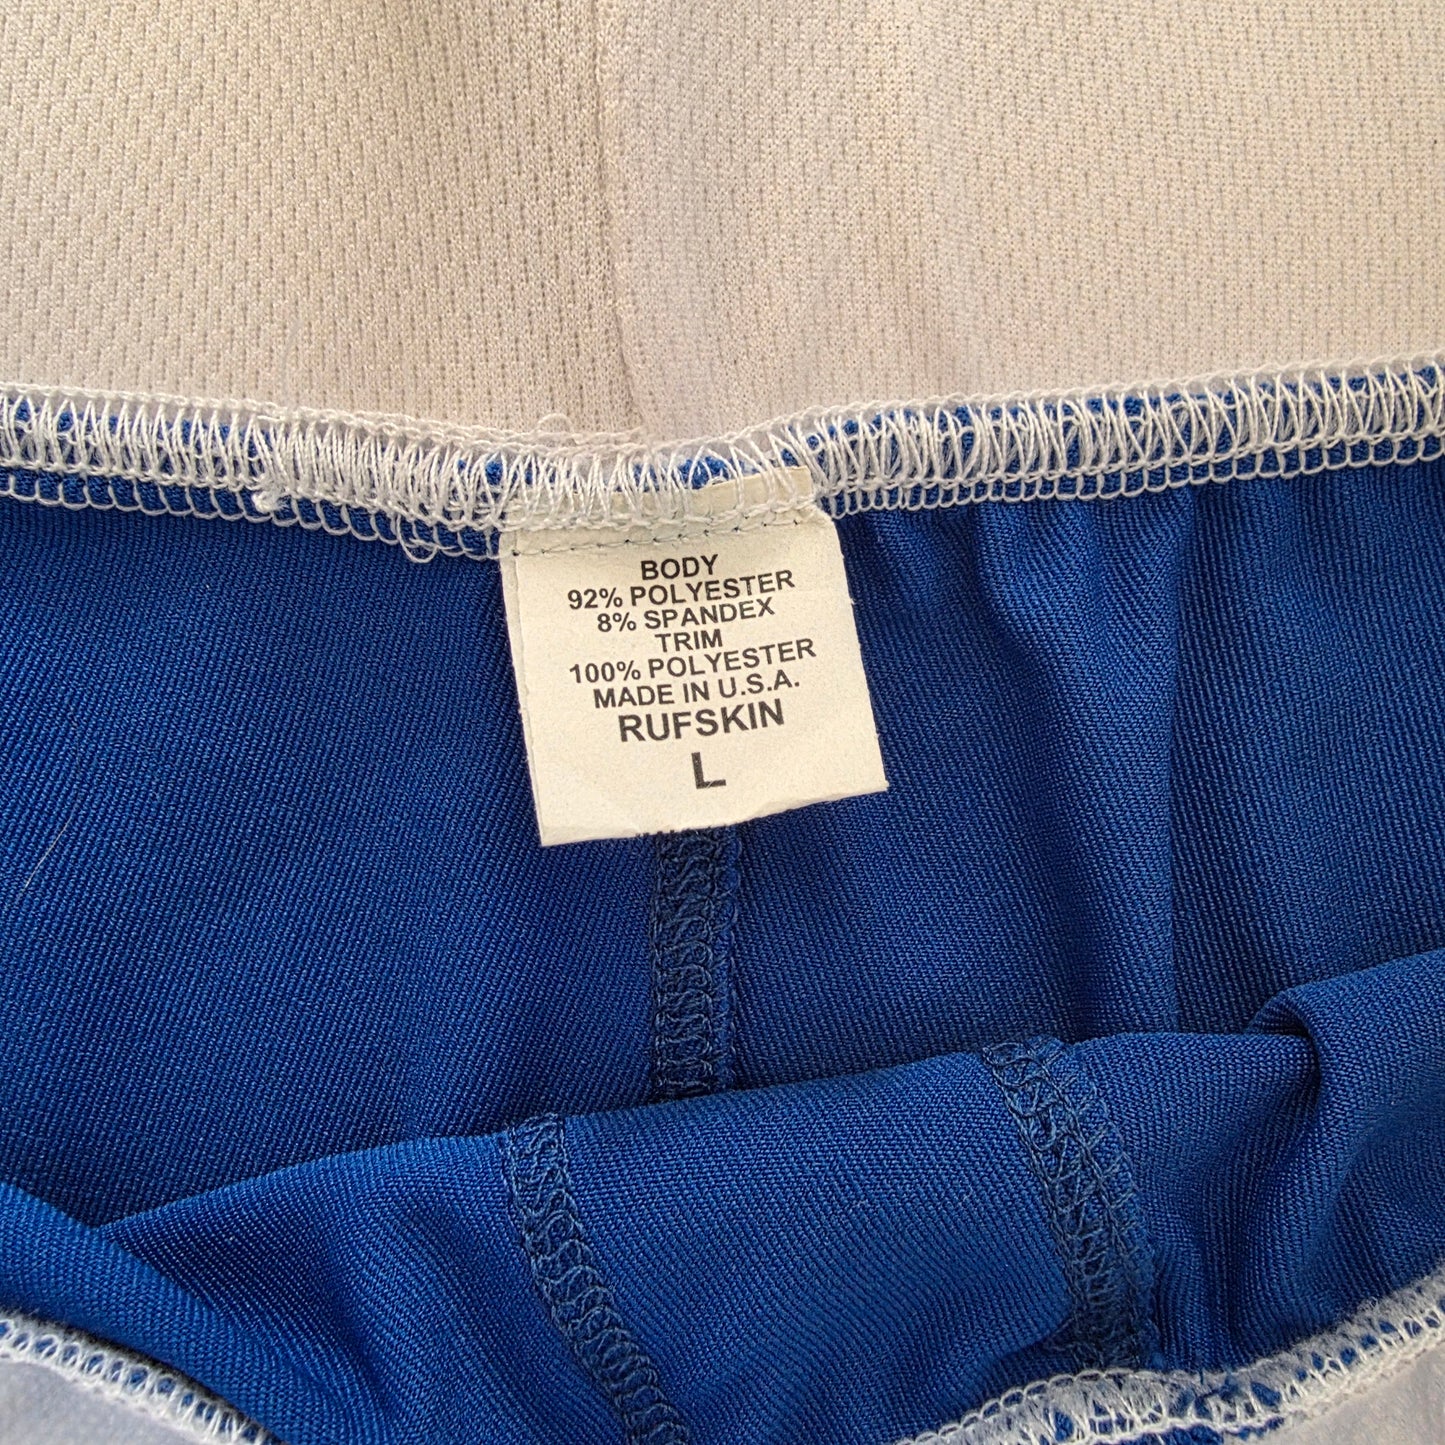 BODY
92% POLYESTER
8% SPANDEX
TRIM
100% POLYESTER
MADE IN U.S.A.
RUFSKIN
L